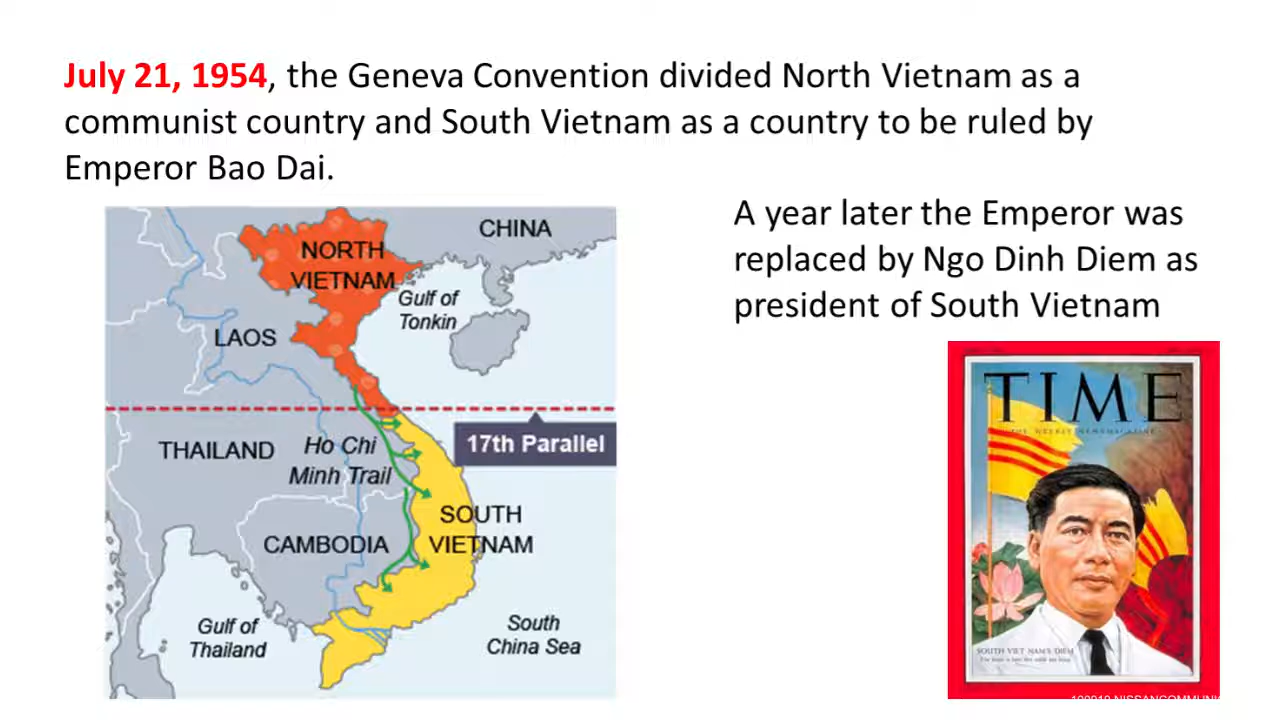 July 21, 1954, the Geneva Convention divided North Vietnam as a
communist country and South Vietnam as a country to be ruled by
Emperor Bao Dai.
A year later the Emperor was
replaced by Ngo Dinh Diem as
president of South Vietnam
CHINA
NORTH
VIETNAM
Gulf of
Tonkin
LAOS
17th Parallel
THAILAND
Ho Chi
Minh Trail
SOUTH
VIETNAM
CAMBODIA
Gulf of
Thailand
South
China Sea
TIME
THE WEEKLY NEWSMAGAZINE
SOUTH VIET NAM'S DIEM